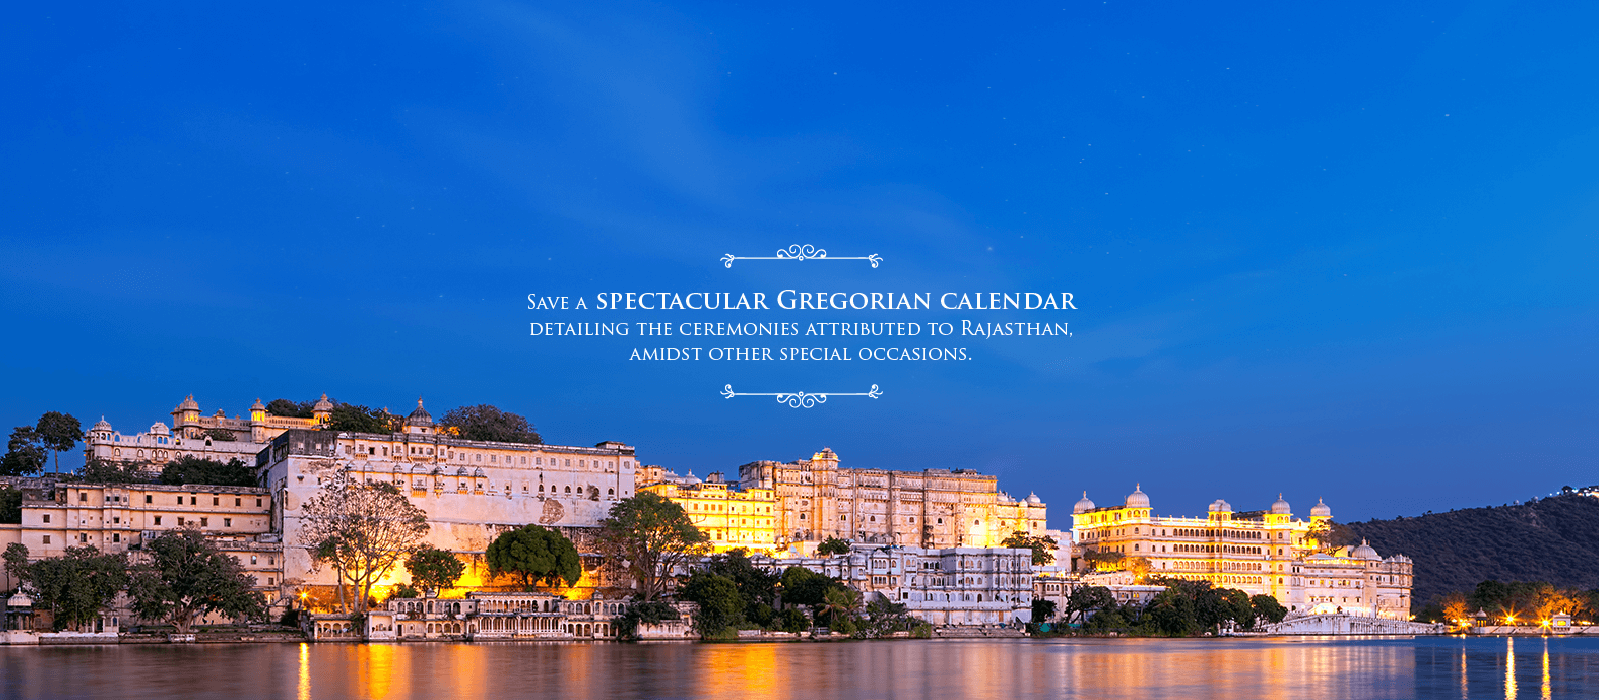 Save a spectacular Gregorian calendar
detailing the ceremonies attributed to Rajasthan,
amidst other special occasions.